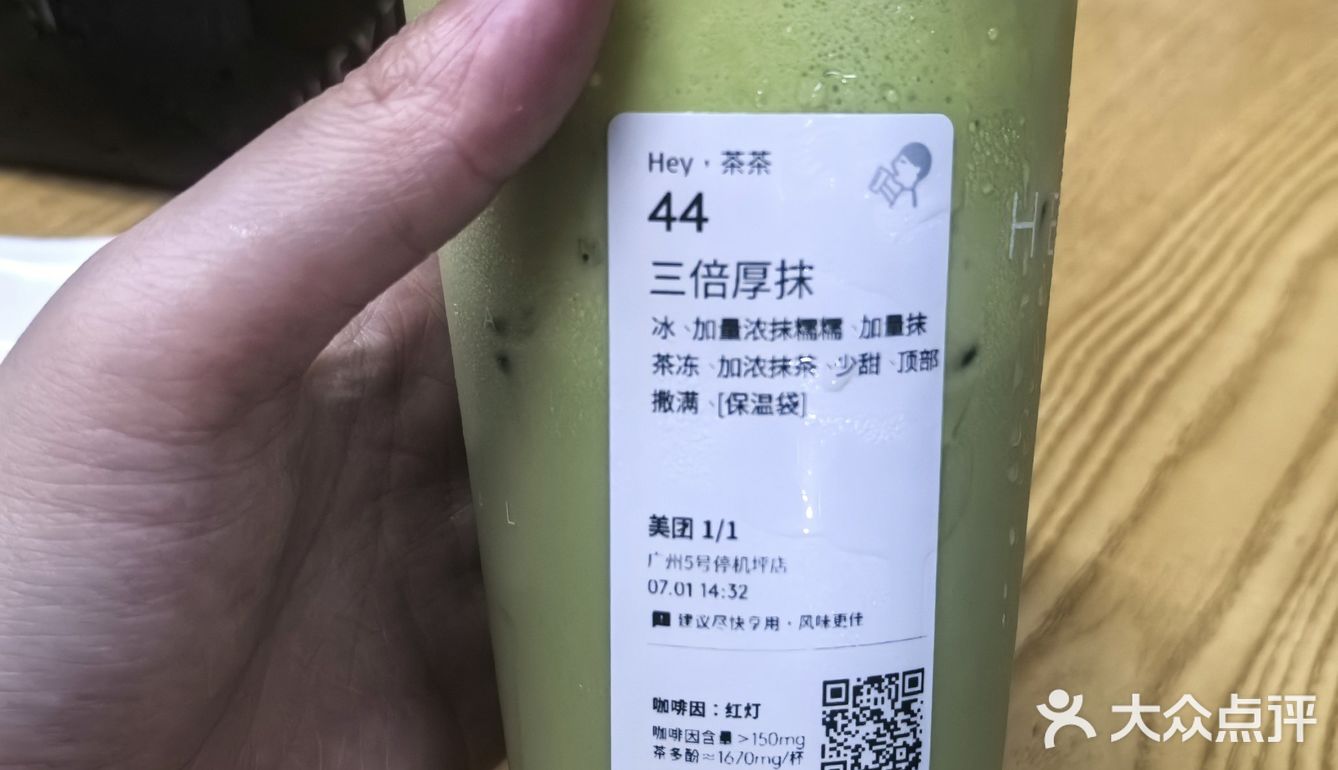 Hey，茶茶
44
三倍厚抹
冰、加量浓抹糯糯、加量抹
茶冻、加浓抹茶、少甜、顶部
撒满、[保温袋]
美团 1/1
广州5号停机坪店
07.01 14:32
建议尽快享用，风味更佳
咖啡因：红灯
咖啡因含量>150mg
茶多酚≈1670mg/杯
HE
大众点评